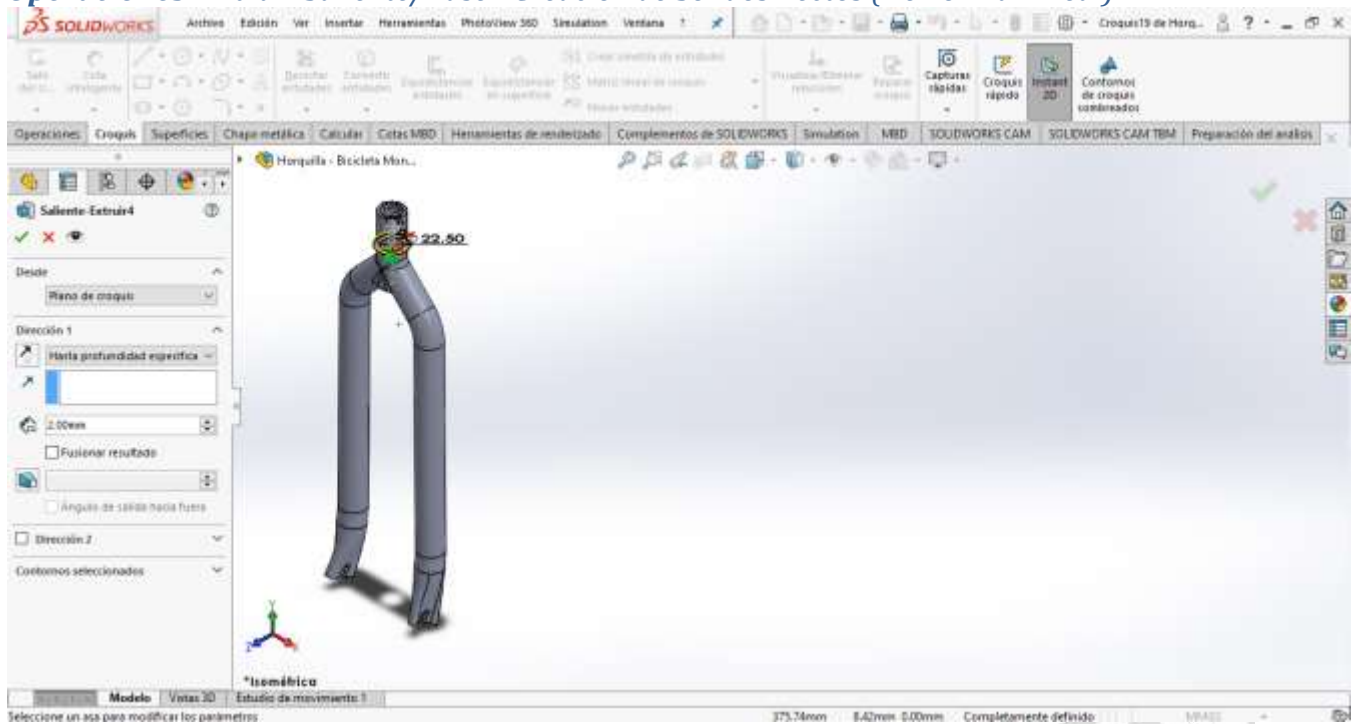 SOLIDWORKS Archivo Edición Ver Insertar Herramientas PhotoView 360 Simulation Ventana ? Croquis19 de Horq... ?
Capturas rápidas Croquis rápido Instant 2D Contornos de croquis sombreados
Operaciones Croquis Superficies Chapa metálica Calcular Cotas MBD Herramientas de renderizado Complementos de SOLIDWORKS Simulation MBD SOLIDWORKS CAM SOLIDWORKS CAM TBM Preparación del análisis
Horquilla - Bicicleta Mon...
Saliente-Extruir4
22.50
Desde
Plano de croquis
Dirección 1
Hasta profundidad específica
2.00mm
Fusionar resultado
Ángulo de salida hacia fuera
Dirección 2
Contornos seleccionados
Y
Z
X
*Isométrica
Modelo Vistas 3D Estudio de movimiento 1
Seleccione un asa para modificar los parámetros 375.74mm 8.42mm 0.00mm Completamente definido MMGS